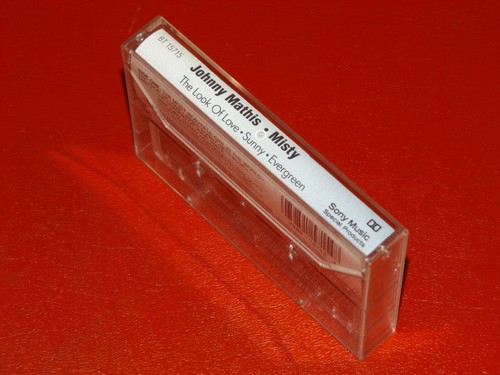 BT 15715
Johnny Mathis • Misty
The Look Of Love • Sunny • Evergreen
Sony Music
Special Products